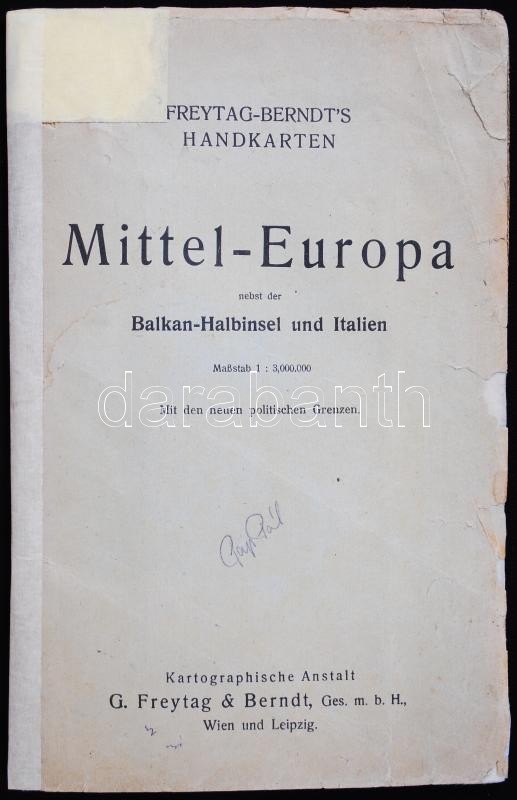 FREYTAG-BERNDT'S
HANDKARTEN
Mittel-Europa
nebst der
Balkan-Halbinsel und Italien
Maßstab 1 : 3,000.000
darabanth
Mit den neuen politischen Grenzen.
Kartographische Anstalt
G. Freytag & Berndt, Ges. m. b. H.,
Wien und Leipzig.